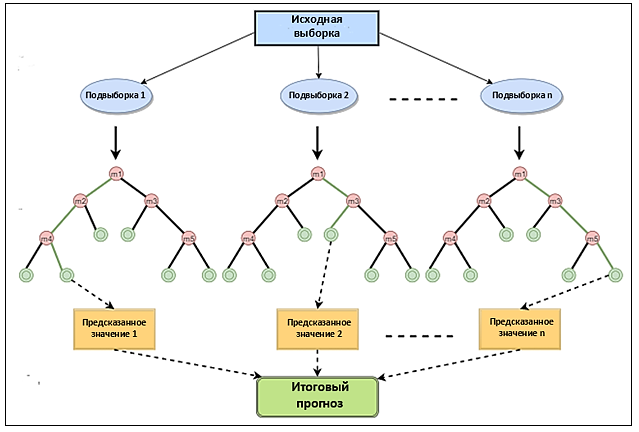 Исходная
выборка
Подвыборка 1
Подвыборка 2
Подвыборка n
m1
m1
m1
m2
m3
m2
m3
m2
m3
m4
m5
m4
m5
m4
m5
Предсказанное
значение 1
Предсказанное
значение 2
Предсказанное
значение n
Итоговый
прогноз